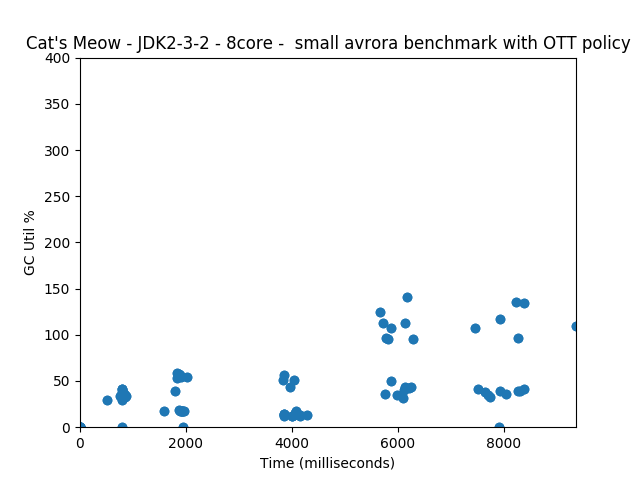 Cat's Meow - JDK2-3-2 - 8core -  small avrora benchmark with OTT policy
400
350
300
250
200
150
100
50
0
GC Util %
0 2000 4000 6000 8000
Time (milliseconds)